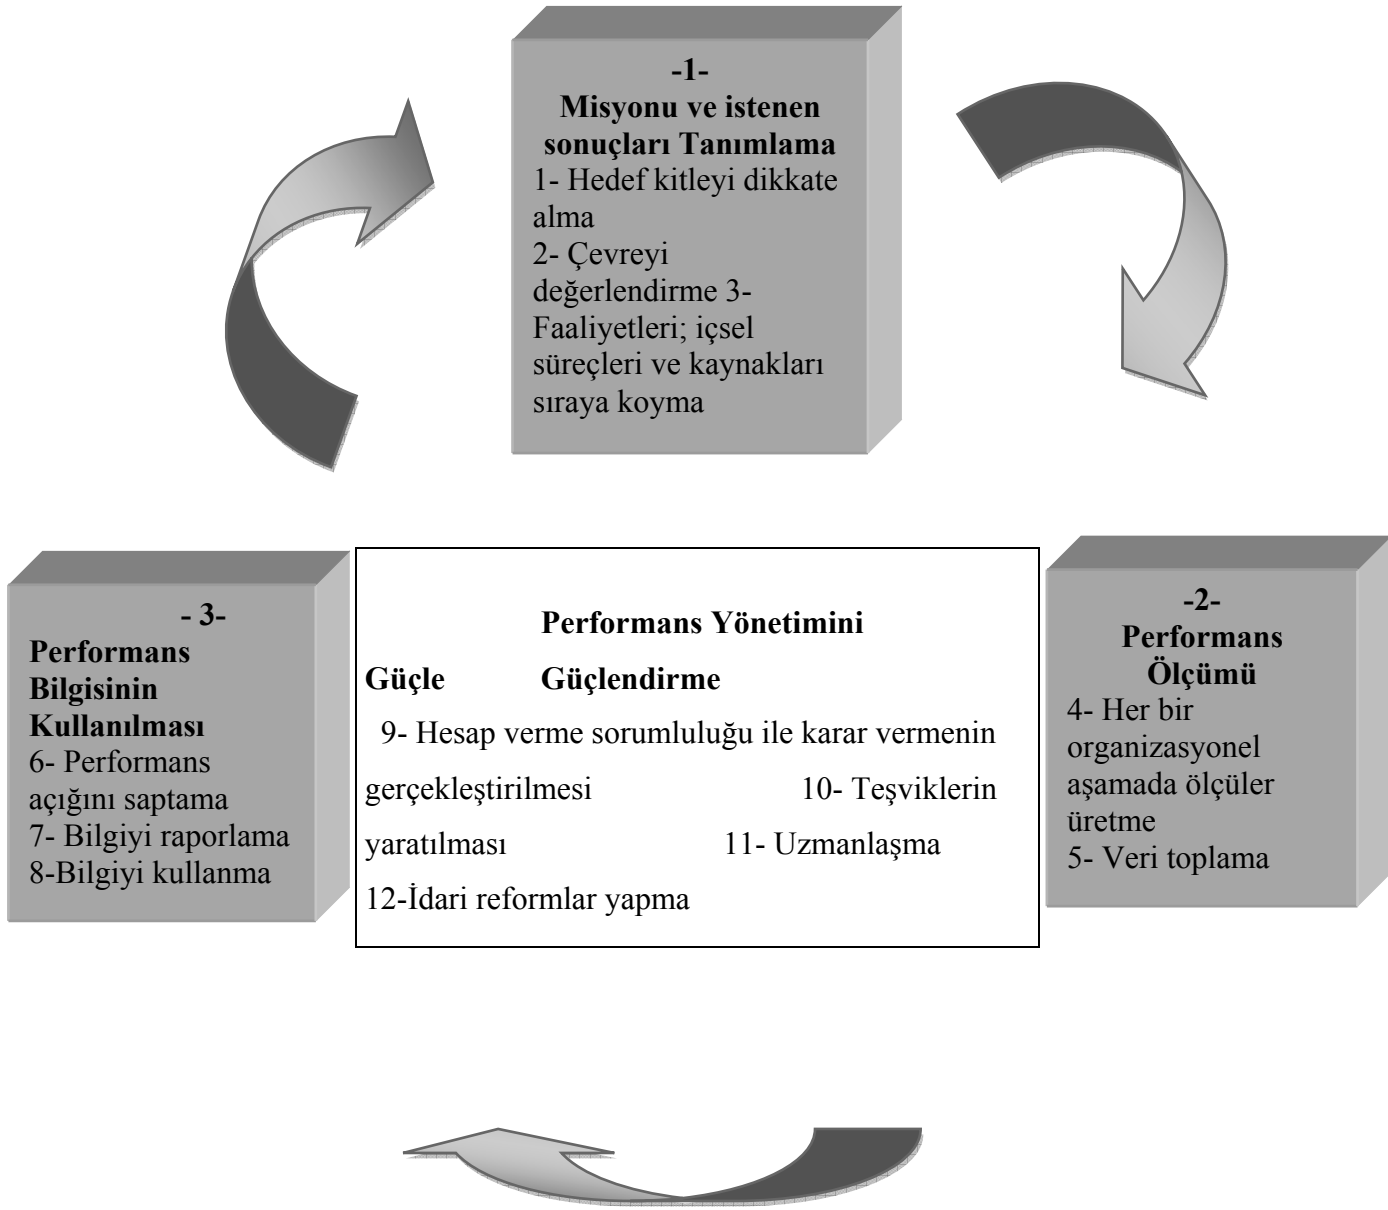 -1-
Misyonu ve istenen
sonuçları Tanımlama
1- Hedef kitleyi dikkate
alma
2- Çevreyi
değerlendirme 3-
Faaliyetleri; içsel
süreçleri ve kaynakları
sıraya koyma
- 3-
Performans
Bilgisinin
Kullanılması
6- Performans
açığını saptama
7- Bilgiyi raporlama
8-Bilgiyi kullanma
Performans Yönetimini
Güçle Güçlendirme
9- Hesap verme sorumluluğu ile karar vermenin
gerçekleştirilmesi 10- Teşviklerin
yaratılması 11- Uzmanlaşma
12-İdari reformlar yapma
-2-
Performans
Ölçümü
4- Her bir
organizasyonel
aşamada ölçüler
üretme
5- Veri toplama